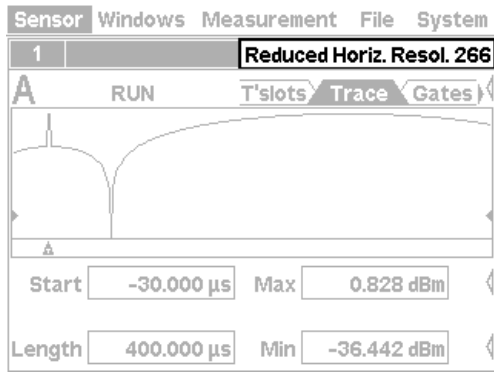 Sensor Windows Measurement File System
1 Reduced Horiz. Resol. 266
A RUN T'slots Trace Gates
Start -30.000 µs Max 0.828 dBm
Length 400.000 µs Min -36.442 dBm